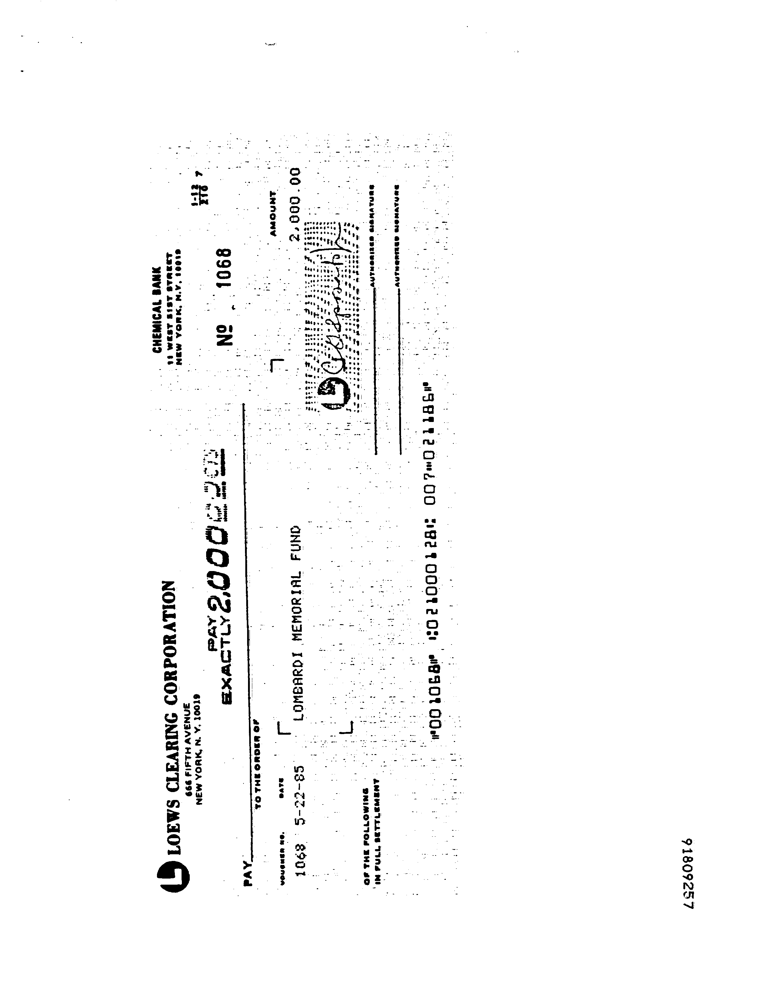 LOEWS CLEARING CORPORATION
666 FIFTH AVENUE
NEW YORK, N. Y. 10019
CHEMICAL BANK
11 WEST 51ST STREET
NEW YORK, N.Y. 10019
1-12 7
210
PAY
EXACTLY 2,000
Nº 1068
PAY
TO THE ORDER OF
VOUCHER NO. DATE AMOUNT
1068 5-22-85 LOMBARDI MEMORIAL FUND 2,000.00
OF THE FOLLOWING
IN FULL SETTLEMENT
AUTHORIZED SIGNATURE
AUTHORIZED SIGNATURE
⑈001068⑈ ⑆021000128⑆ 007⑈021186⑈
91809257